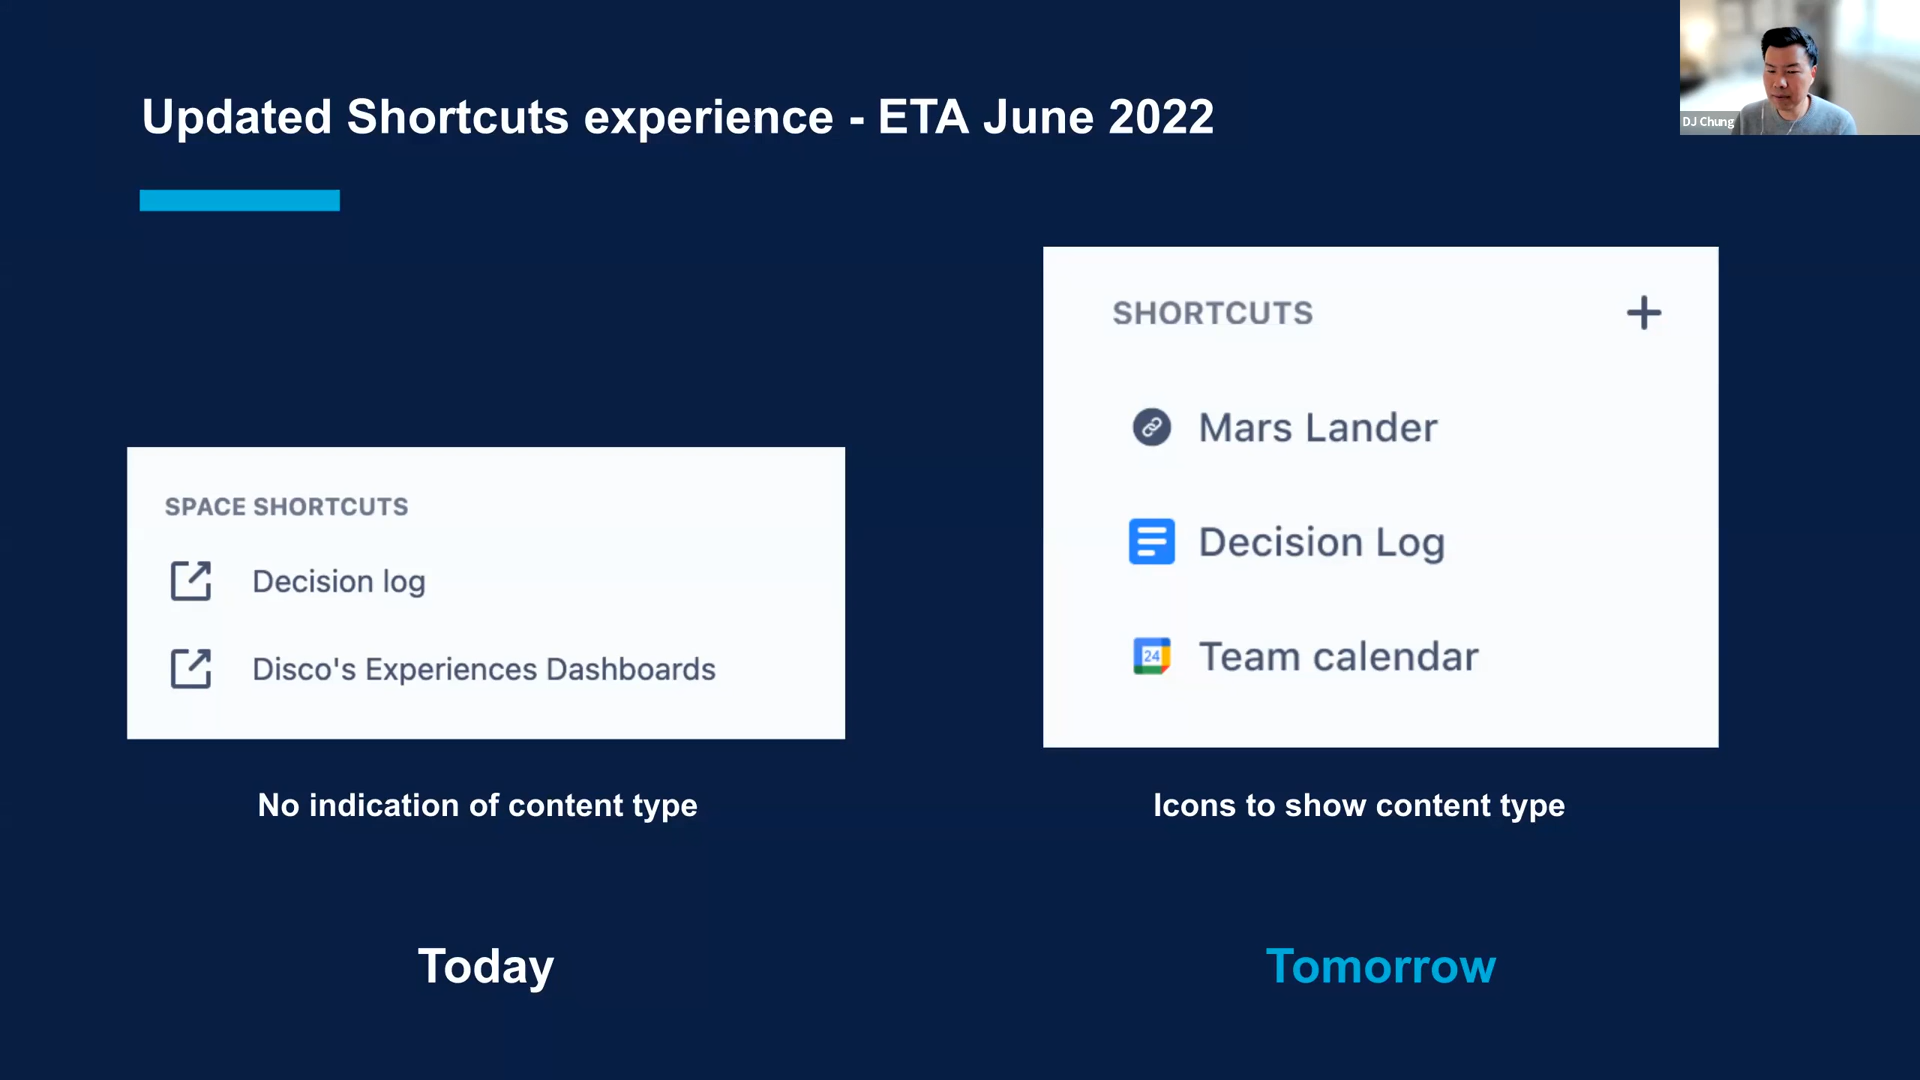 Updated Shortcuts experience - ETA June 2022
DJ Chung
SPACE SHORTCUTS
Decision log
Disco's Experiences Dashboards
No indication of content type
Today
SHORTCUTS
Mars Lander
Decision Log
24
Team calendar
Icons to show content type
Tomorrow